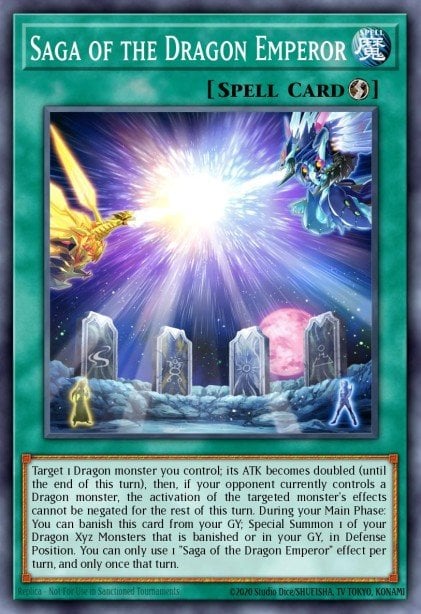 SAGA OF THE DRAGON EMPEROR
SPELL
魔
[SPELL CARD]
Target 1 Dragon monster you control; its ATK becomes doubled (until
the end of this turn), then, if your opponent currently controls a
Dragon monster, the activation of the targeted monster's effects
cannot be negated for the rest of this turn. During your Main Phase:
You can banish this card from your GY; Special Summon 1 of your
Dragon Xyz Monsters that is banished or in your GY, in Defense
Position. You can only use 1 "Saga of the Dragon Emperor" effect per
turn, and only once that turn.
Replica - Not For Use in Sanctioned Tournaments
©2020 Studio Dice/SHUEISHA, TV TOKYO, KONAMI